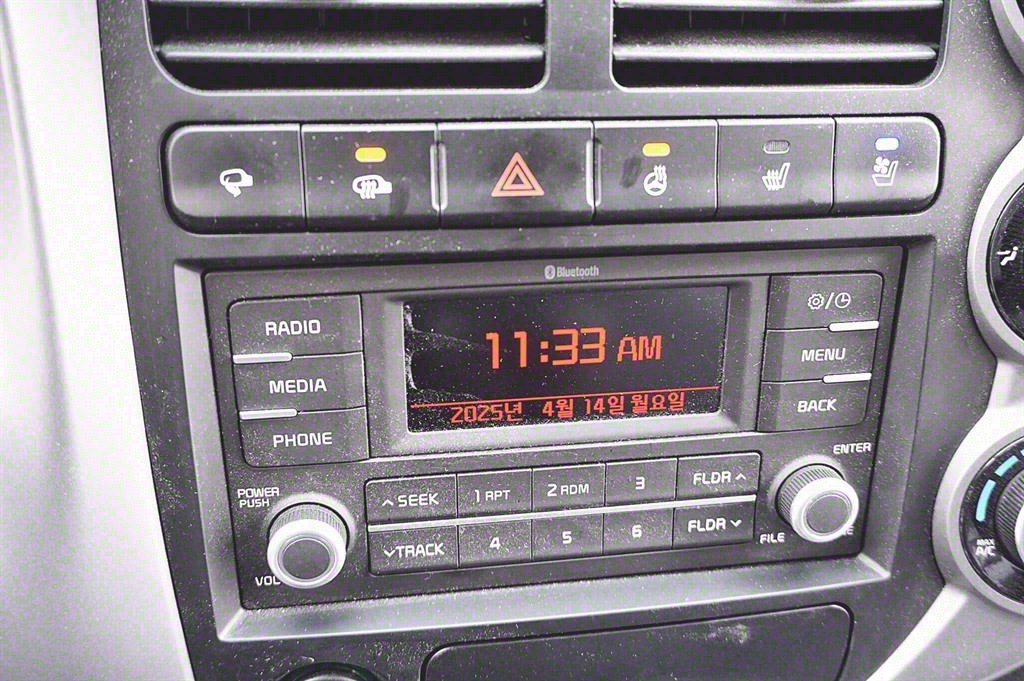 Bluetooth
RADIO
MEDIA
PHONE
11:33 AM
2025년 4월 14일 월요일
MENU
BACK
POWER
PUSH
VOL
SEEK
1 RPT
2 RDM
3
FLDR
TRACK
4
5
6
FLDR
ENTER
FILE
MAX
A/C